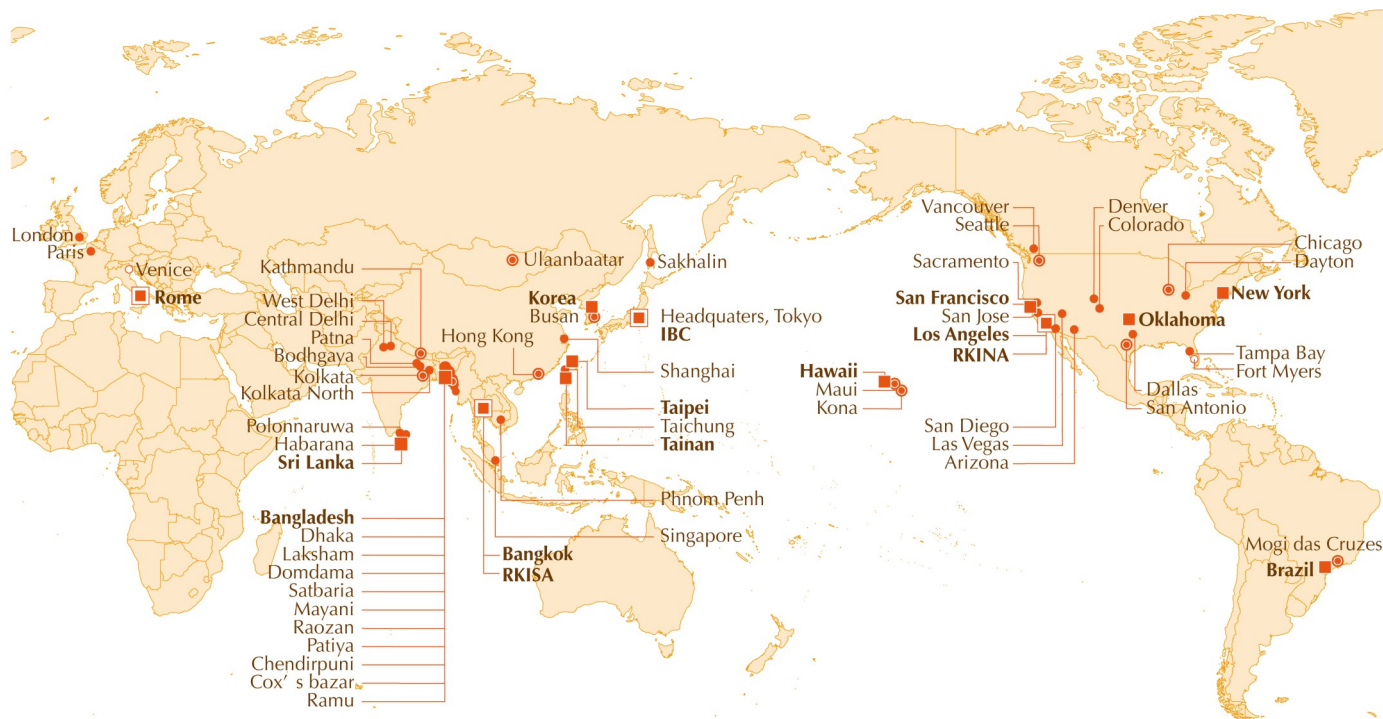 London
Paris
Venice
Rome
Kathmandu
West Delhi
Central Delhi
Patna
Bodhgaya
Kolkata
Kolkata North
Polonnaruwa
Habarana
Sri Lanka
Bangladesh
Dhaka
Laksham
Domdama
Satbaria
Mayani
Raozan
Patiya
Chendirpuni
Cox’ s bazar
Ramu
Ulaanbaatar
Sakhalin
Korea
Busan
Hong Kong
Headquaters, Tokyo
IBC
Shanghai
Taipei
Taichung
Tainan
Phnom Penh
Singapore
Bangkok
RKISA
Hawaii
Maui
Kona
Vancouver
Seattle
Sacramento
San Francisco
San Jose
Los Angeles
RKINA
San Diego
Las Vegas
Arizona
Denver
Colorado
Chicago
Dayton
New York
Oklahoma
Tampa Bay
Fort Myers
Dallas
San Antonio
Mogi das Cruzes
Brazil